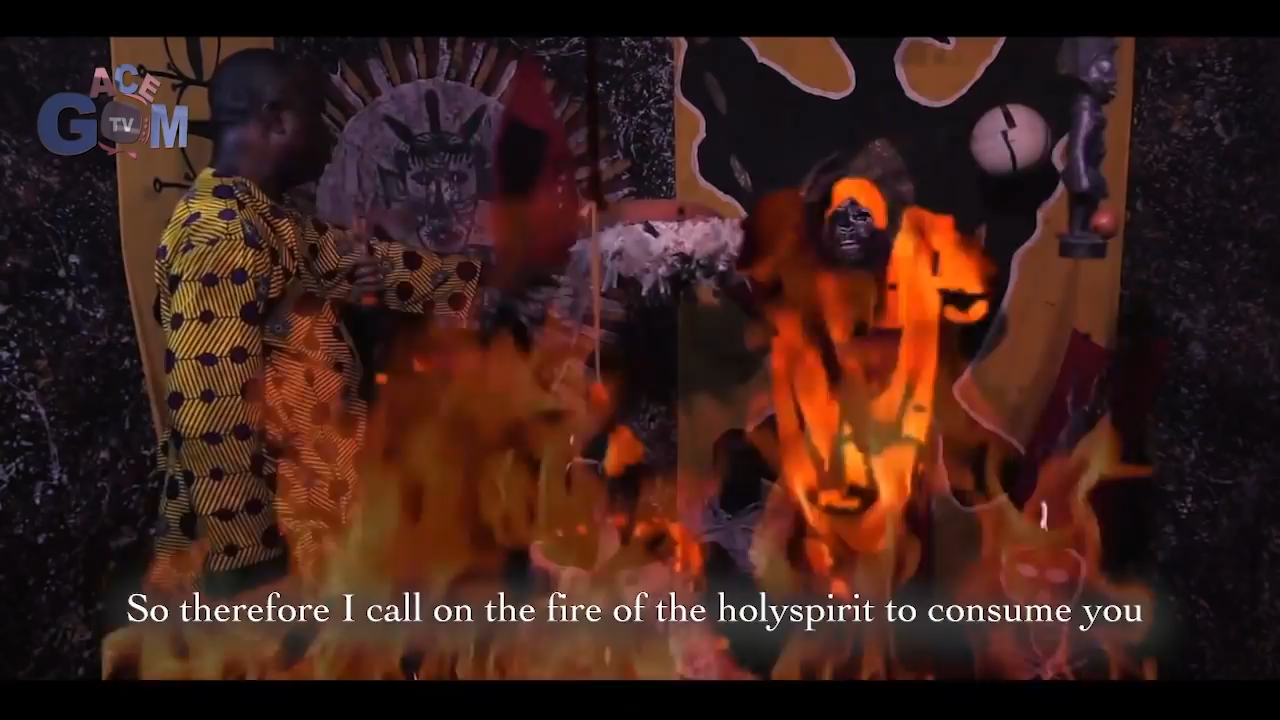 ACE
GOM
TV
So therefore I call on the fire of the holyspirit to consume you